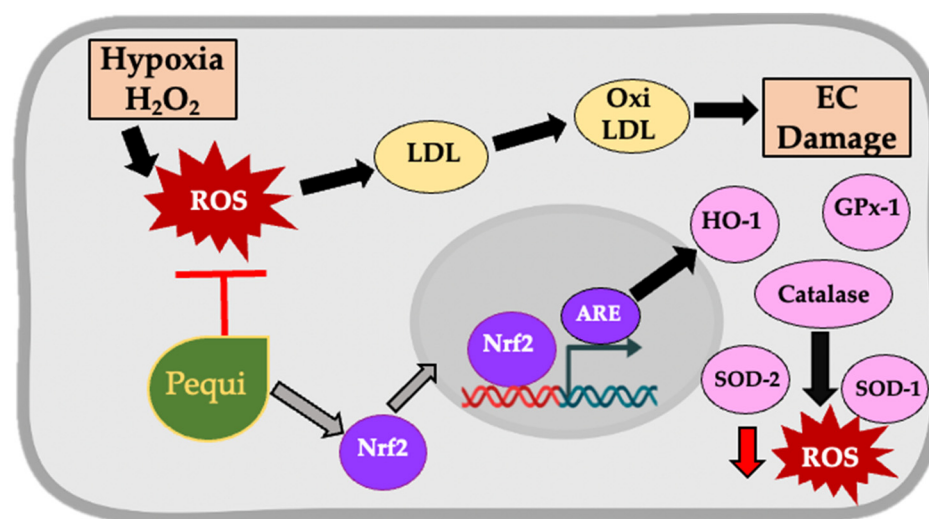 Hypoxia
H₂O₂
ROS
LDL
Oxi
LDL
EC
Damage
HO-1
GPx-1
Catalase
ARE
Nrf2
SOD-2
SOD-1
Pequi
Nrf2
ROS